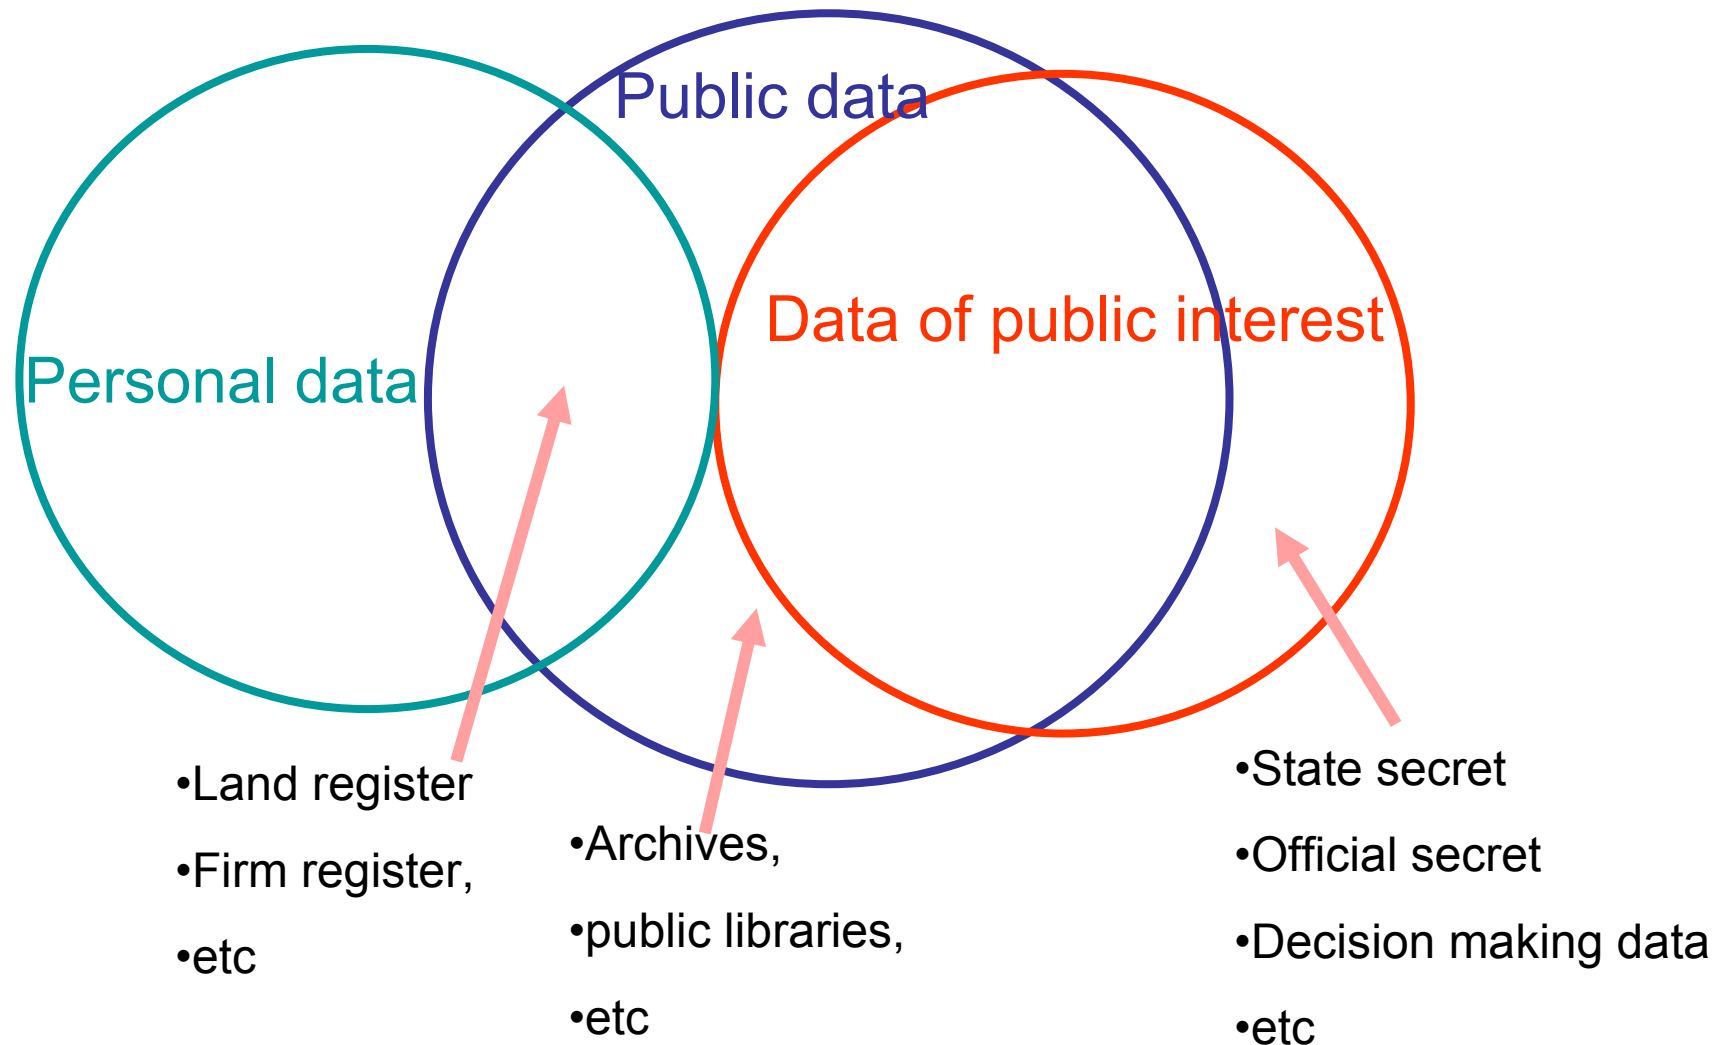 Public data
Data of public interest
Personal data
•Land register
•Firm register,
•etc
•Archives,
•public libraries,
•etc
•State secret
•Official secret
•Decision making data
•etc